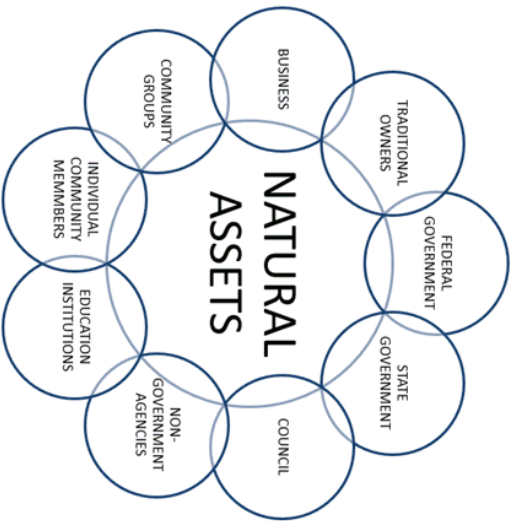 FEDERAL
GOVERNMENT
TRADITIONAL
OWNERS
STATE
GOVERNMENT
BUSINESS
NATURAL
ASSETS
COUNCIL
COMMUNITY
GROUPS
NON-
GOVERNMENT
AGENCIES
INDIVIDUAL
COMMUNITY
MEMMBERS
EDUCATION
INSTITUTIONS